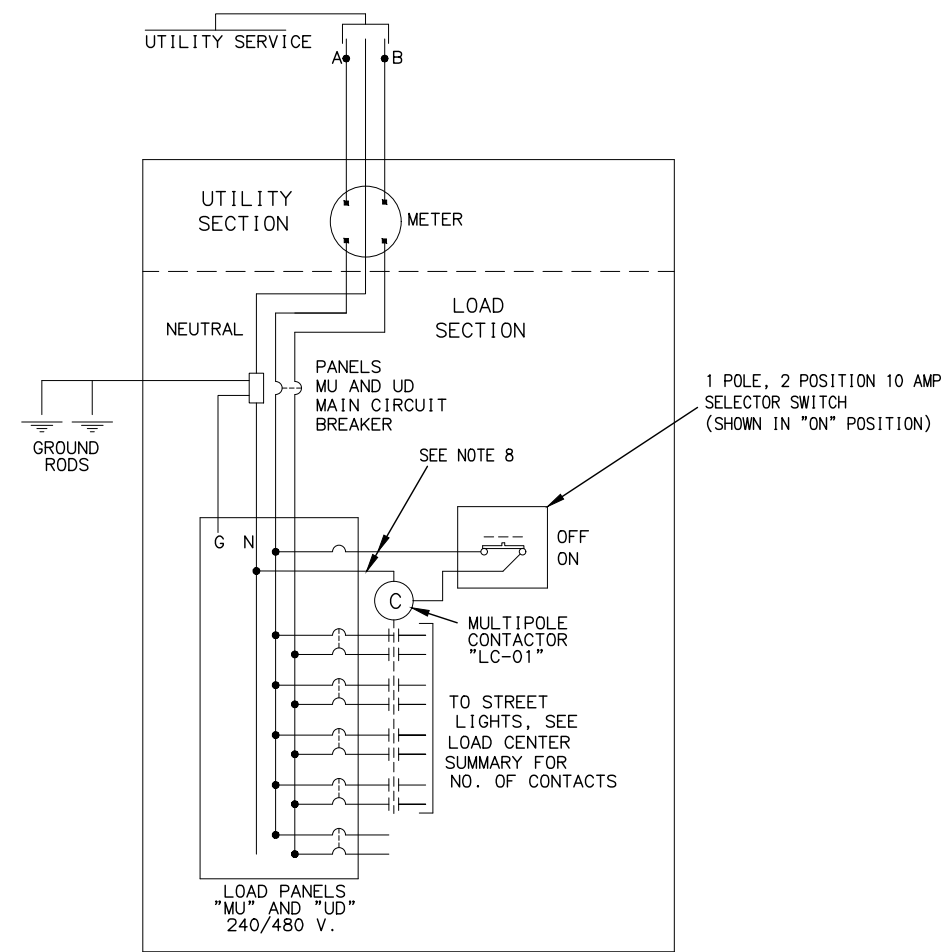 UTILITY SERVICE
A
B
UTILITY
SECTION
METER
LOAD
SECTION
NEUTRAL
PANELS
MU AND UD
MAIN CIRCUIT
BREAKER
1 POLE, 2 POSITION 10 AMP
SELECTOR SWITCH
(SHOWN IN "ON" POSITION)
GROUND
RODS
SEE NOTE 8
G N
OFF
ON
C
MULTIPOLE
CONTACTOR
"LC-01"
TO STREET
LIGHTS, SEE
LOAD CENTER
SUMMARY FOR
NO. OF CONTACTS
LOAD PANELS
"MU" AND "UD"
240/480 V.